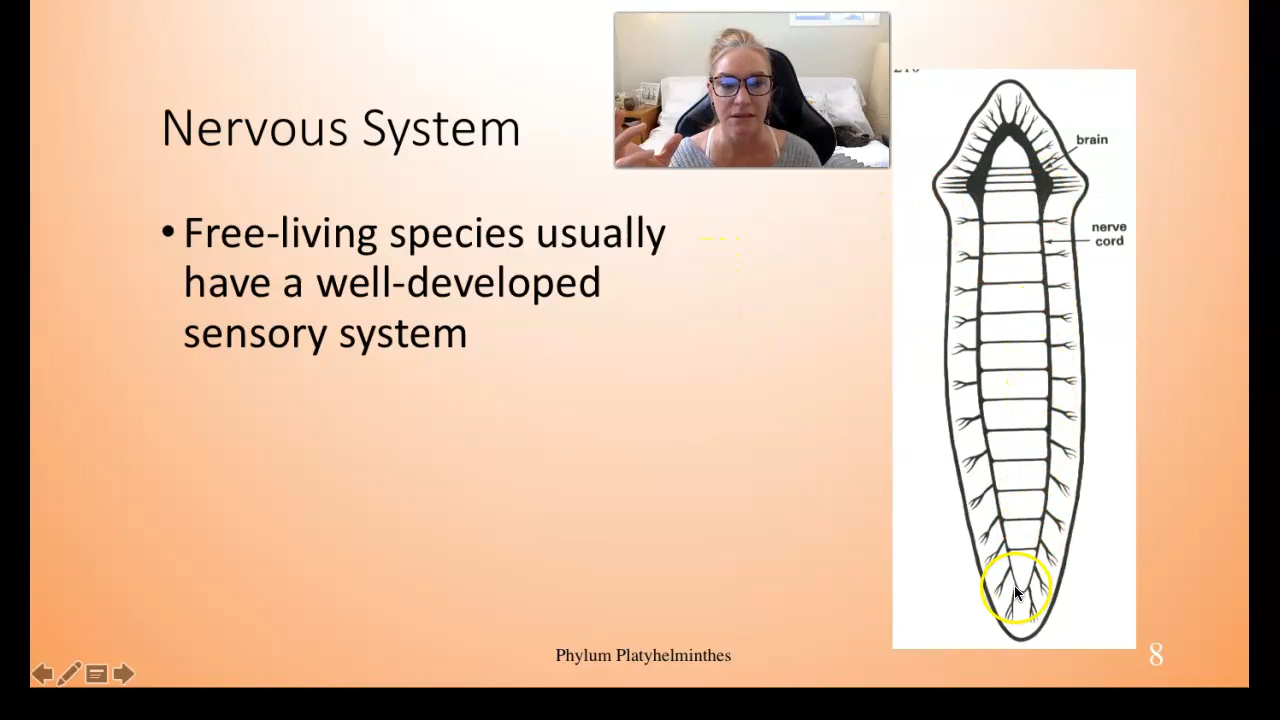 Nervous System
• Free-living species usually
have a well-developed
sensory system
brain
nerve
cord
Phylum Platyhelminthes
8